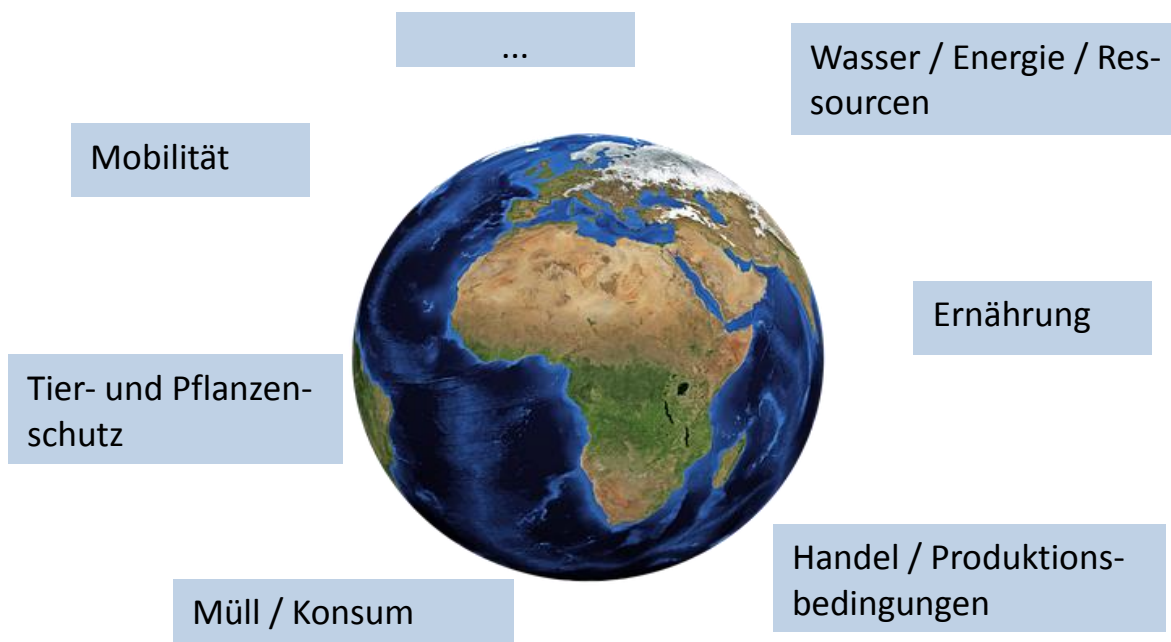 ...
Wasser / Energie / Res-
sourcen
Mobilität
Ernährung
Tier- und Pflanzen-
schutz
Handel / Produktions-
bedingungen
Müll / Konsum